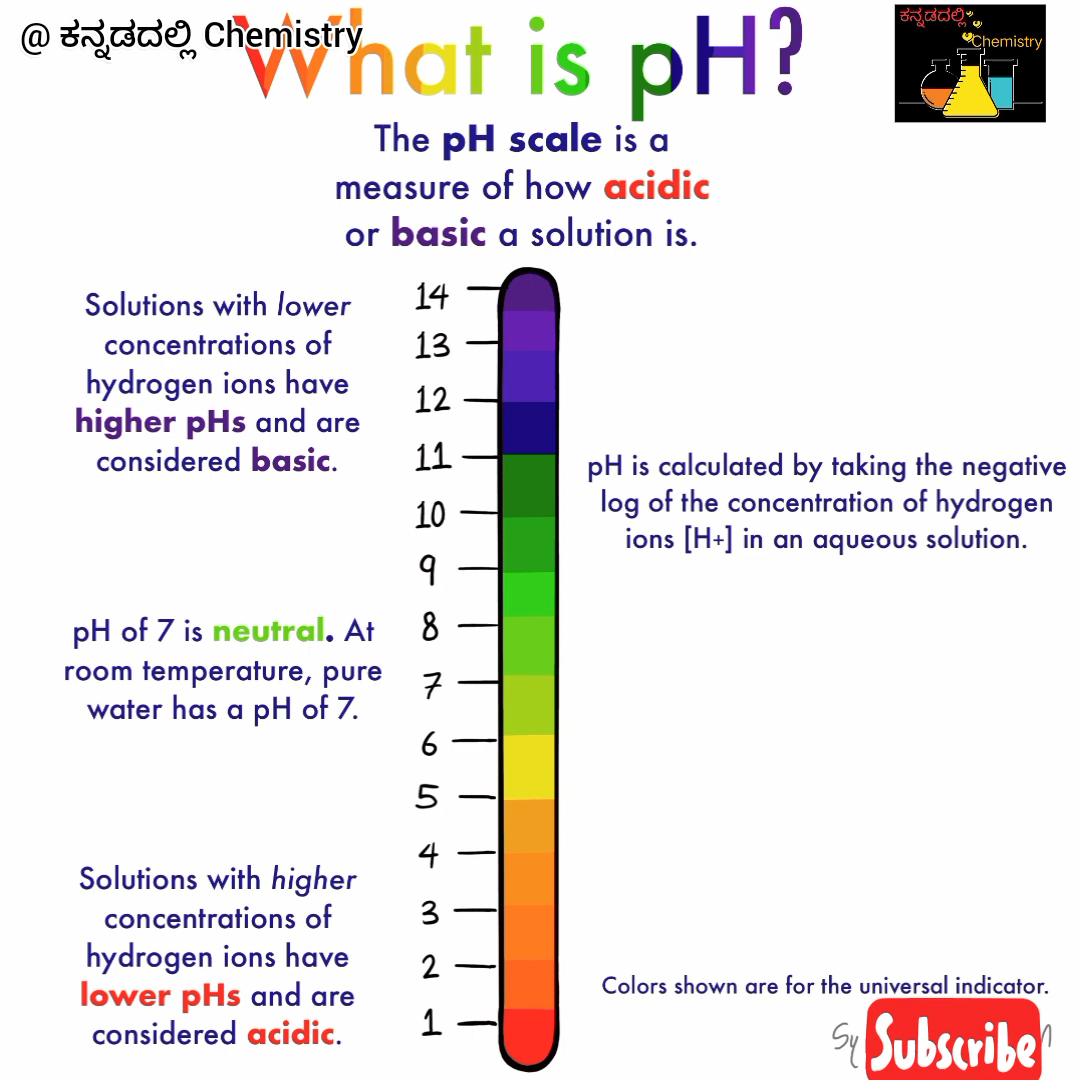 @ ಕನ್ನಡದಲ್ಲಿ Chemistry
What is pH?
ಕನ್ನಡದಲ್ಲಿ
Chemistry
The pH scale is a
measure of how acidic
or basic a solution is.
Solutions with lower
concentrations of
hydrogen ions have
higher pHs and are
considered basic.
14
13
12
11
10
9
8
7
6
5
4
3
2
1
pH is calculated by taking the negative
log of the concentration of hydrogen
ions [H+] in an aqueous solution.
pH of 7 is neutral. At
room temperature, pure
water has a pH of 7.
Solutions with higher
concentrations of
hydrogen ions have
lower pHs and are
considered acidic.
Colors shown are for the universal indicator.
Subscribe